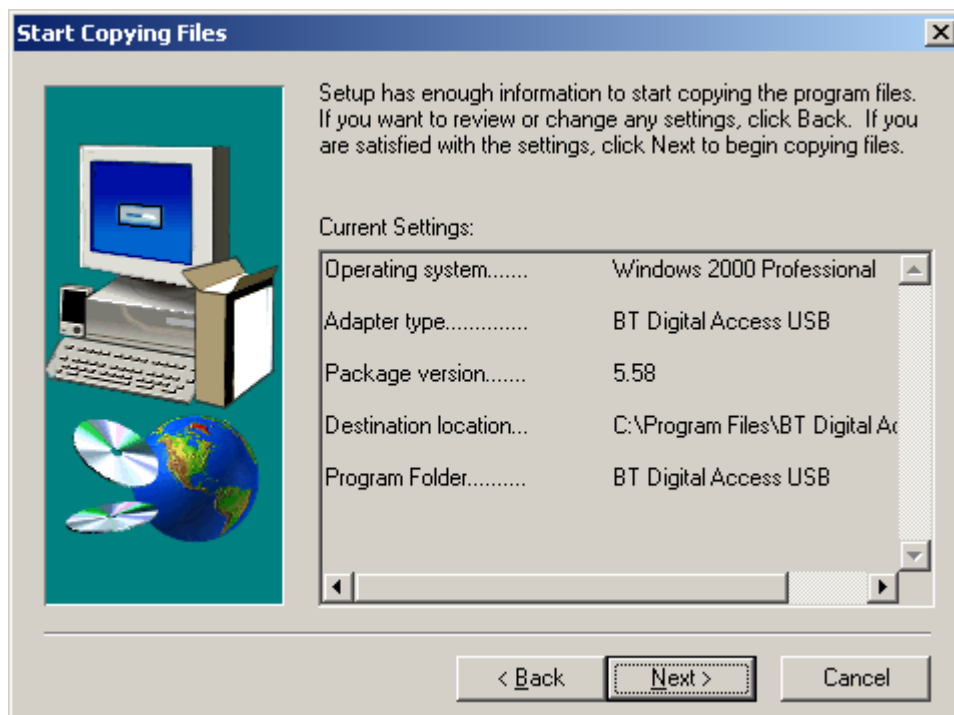 Start Copying Files
Setup has enough information to start copying the program files.
If you want to review or change any settings, click Back. If you
are satisfied with the settings, click Next to begin copying files.
Current Settings:
Operating system....... Windows 2000 Professional
Adapter type.............. BT Digital Access USB
Package version....... 5.58
Destination location... C:\Program Files\BT Digital Ac
Program Folder.......... BT Digital Access USB
< Back
Next >
Cancel